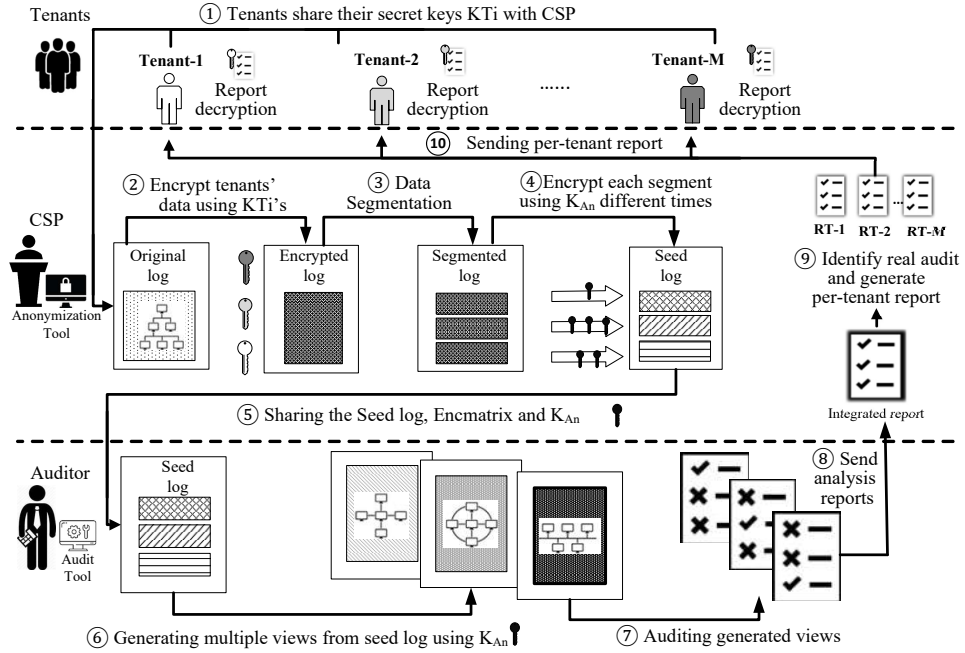 Tenants
① Tenants share their secret keys KTi with CSP
Tenant-1
Report
decryption
Tenant-2
Report
decryption
......
Tenant-M
Report
decryption
⑩ Sending per-tenant report
CSP
Anonymization
Tool
② Encrypt tenants'
data using KTi's
③ Data
Segmentation
④ Encrypt each segment
using K_An different times
Original
log
Encrypted
log
Segmented
log
Seed
log
RT-1
RT-2
...
RT-M
⑨ Identify real audit
and generate
per-tenant report
Integrated report
⑤ Sharing the Seed log, Encmatrix and K_An
Auditor
Audit
Tool
Seed
log
⑧ Send
analysis
reports
⑥ Generating multiple views from seed log using K_An
⑦ Auditing generated views